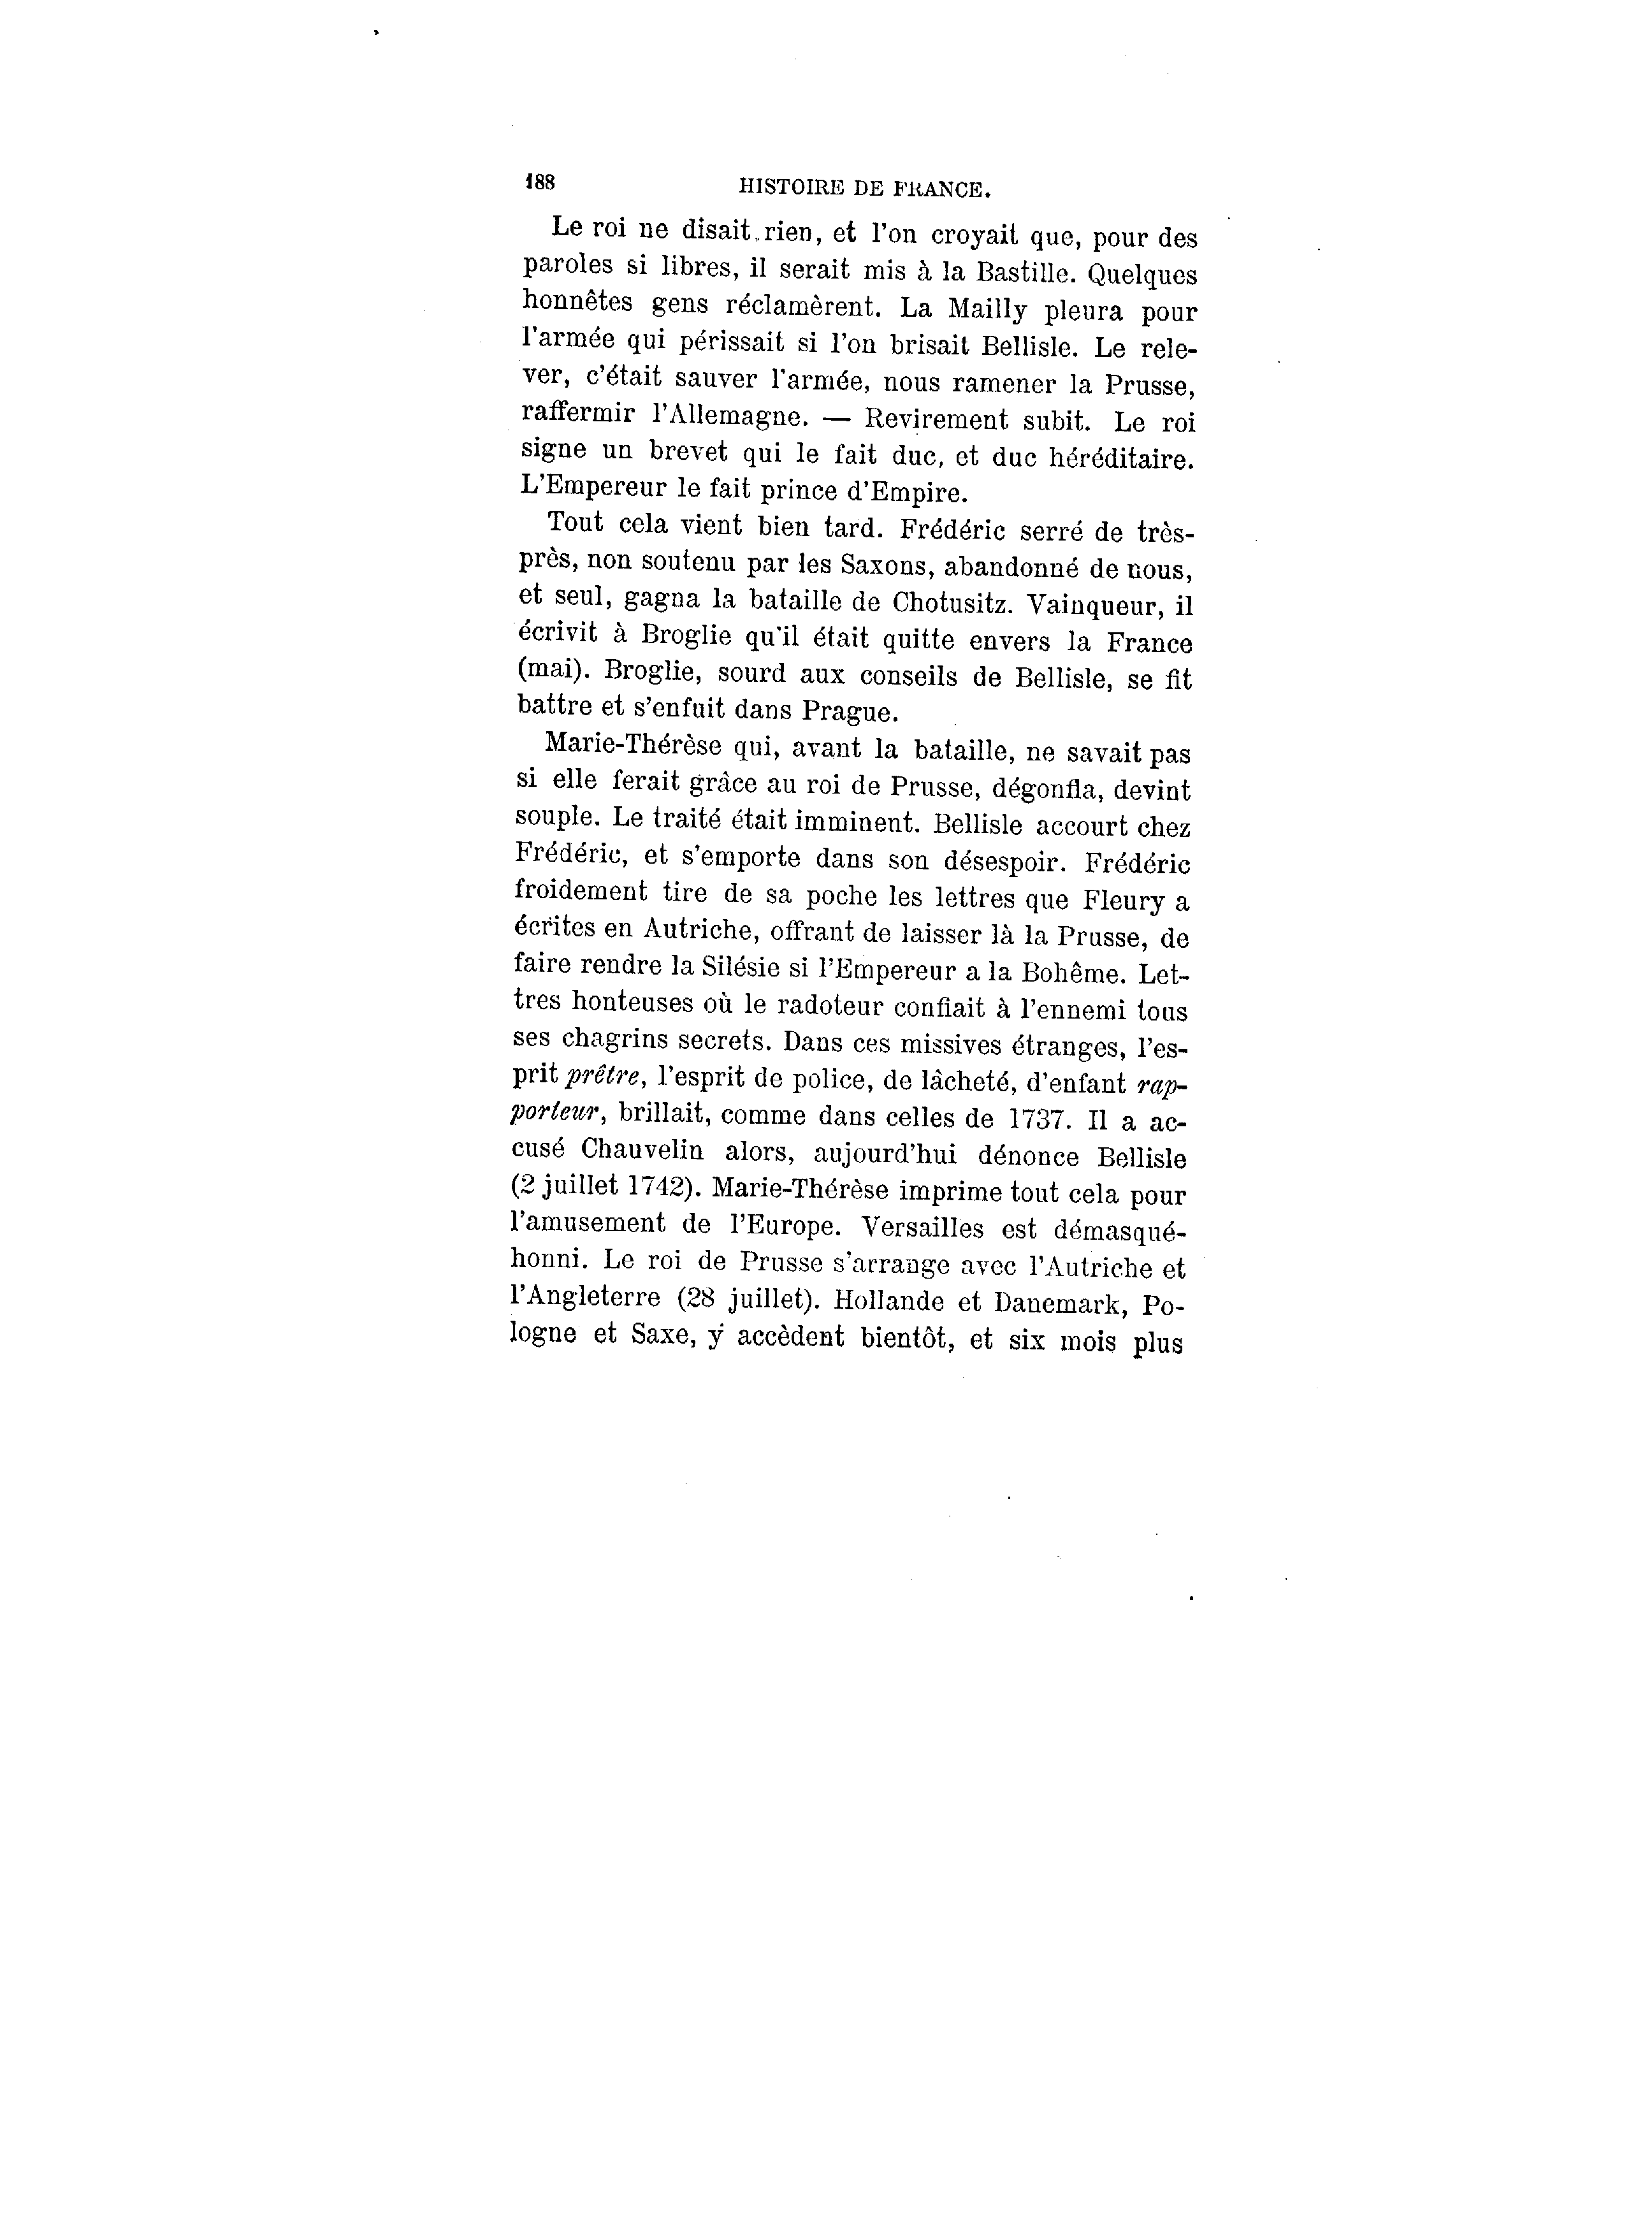 188 HISTOIRE DE FRANCE.
Le roi ne disait rien, et l'on croyait que, pour des
paroles si libres, il serait mis à la Bastille. Quelques
honnêtes gens réclamèrent. La Mailly pleura pour
l'armée qui périssait si l'on brisait Bellisle. Le rele-
ver, c'était sauver l'armée, nous ramener la Prusse,
raffermir l'Allemagne. — Revirement subit. Le roi
signe un brevet qui le fait duc, et duc héréditaire.
L'Empereur le fait prince d'Empire.
Tout cela vient bien tard. Frédéric serré de très-
près, non soutenu par les Saxons, abandonné de nous,
et seul, gagna la bataille de Chotusitz. Vainqueur, il
écrivit à Broglie qu'il était quitte envers la France
(mai). Broglie, sourd aux conseils de Bellisle, se fit
battre et s'enfuit dans Prague.
Marie-Thérèse qui, avant la bataille, ne savait pas
si elle ferait grâce au roi de Prusse, dégonfla, devint
souple. Le traité était imminent. Bellisle accourt chez
Frédéric, et s'emporte dans son désespoir. Frédéric
froidement tire de sa poche les lettres que Fleury a
écrites en Autriche, offrant de laisser là la Prusse, de
faire rendre la Silésie si l'Empereur a la Bohême. Let-
tres honteuses où le radoteur confiait à l'ennemi tous
ses chagrins secrets. Dans ces missives étranges, l'es-
prit prêtre, l'esprit de police, de lâcheté, d'enfant rap-
porteur, brillait, comme dans celles de 1737. Il a ac-
cusé Chauvelin alors, aujourd'hui dénonce Bellisle
(2 juillet 1742). Marie-Thérèse imprime tout cela pour
l'amusement de l'Europe. Versailles est démasqué-
honni. Le roi de Prusse s'arrange avec l'Autriche et
l'Angleterre (28 juillet). Hollande et Danemark, Po-
logne et Saxe, y accèdent bientôt, et six mois plus